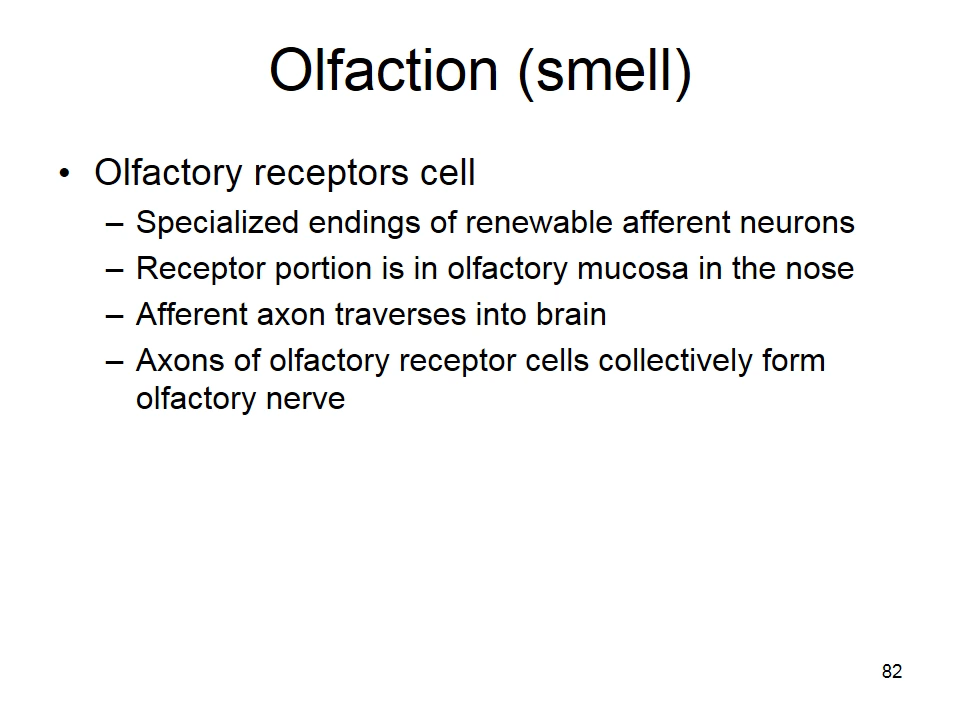 Olfaction (smell)
• Olfactory receptors cell
– Specialized endings of renewable afferent neurons
– Receptor portion is in olfactory mucosa in the nose
– Afferent axon traverses into brain
– Axons of olfactory receptor cells collectively form
olfactory nerve
82